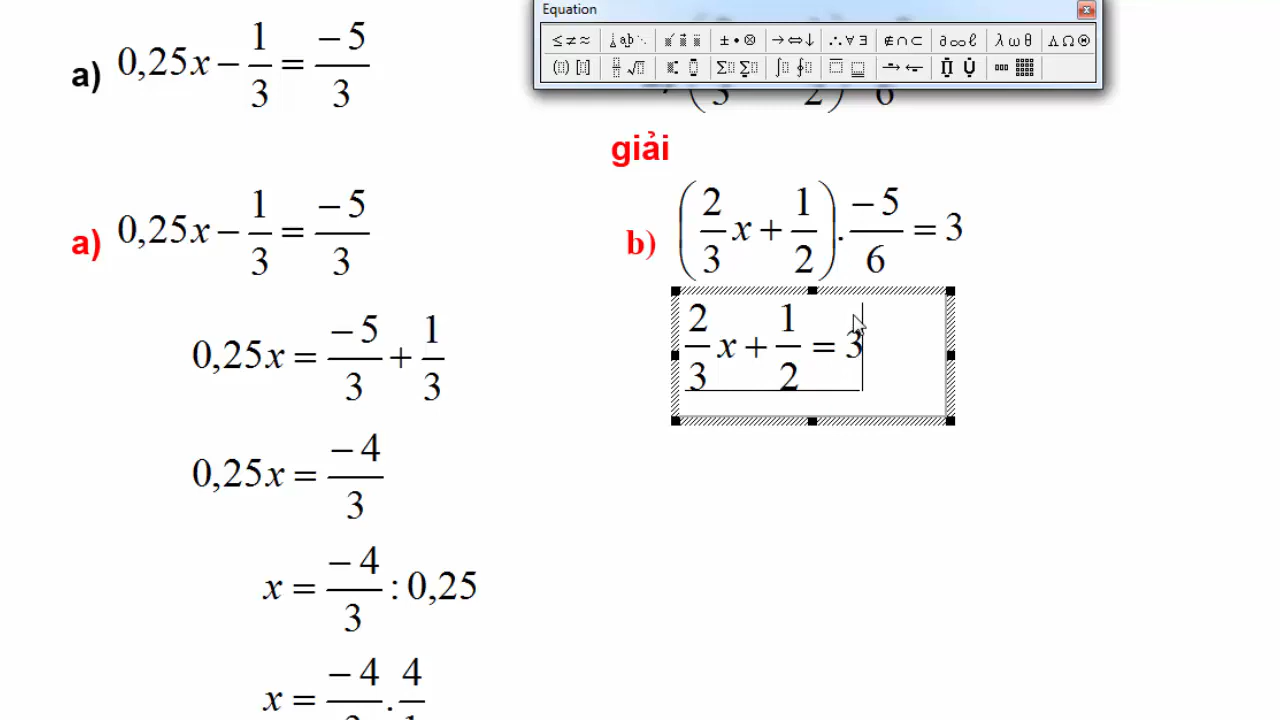 Equation
a) 0,25x − 1/3 = −5/3
giải
a) 0,25x − 1/3 = −5/3
b) (2/3 x + 1/2) . −5/6 = 3
0,25x = −5/3 + 1/3
2/3 x + 1/2 = 3
0,25x = −4/3
x = −4/3 : 0,25
x = −4/3 . 4/1